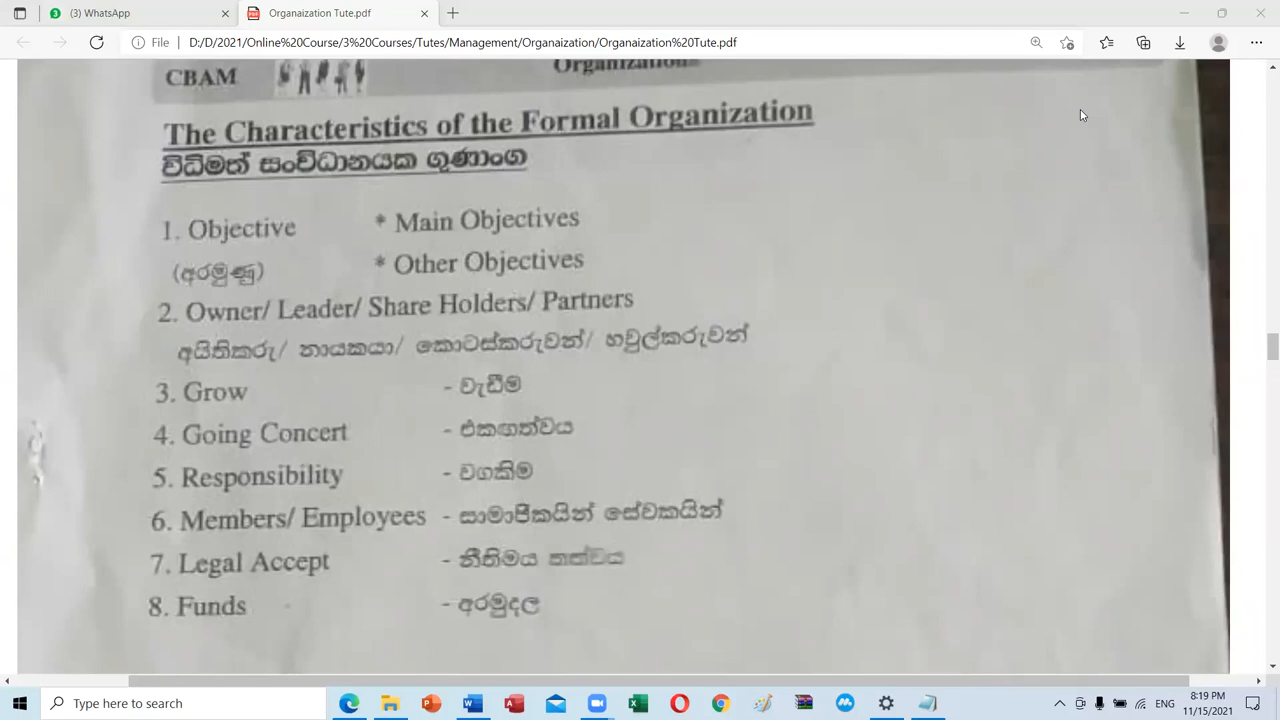 (3) WhatsApp
Organaization Tute.pdf
File
D:/D/2021/Online%20Course/3%20Courses/Tutes/Management/Organaization/Organaization%20Tute.pdf
CBAM
Organization
The Characteristics of the Formal Organization
විධිමත් සංවිධානයක ගුණාංග
1. Objective * Main Objectives
(අරමුණු) * Other Objectives
2. Owner/ Leader/ Share Holders/ Partners
අයිතිකරු/ නායකයා/ කොටස්කරුවන්/ හවුල්කරුවන්
3. Grow - වැඩීම
4. Going Concert - එකඟත්වය
5. Responsibility - වගකිම
6. Members/ Employees - සාමාජිකයින් සේවකයින්
7. Legal Accept - නීතිමය තත්වය
8. Funds - අරමුදල
Type here to search
ENG
8:19 PM
11/15/2021